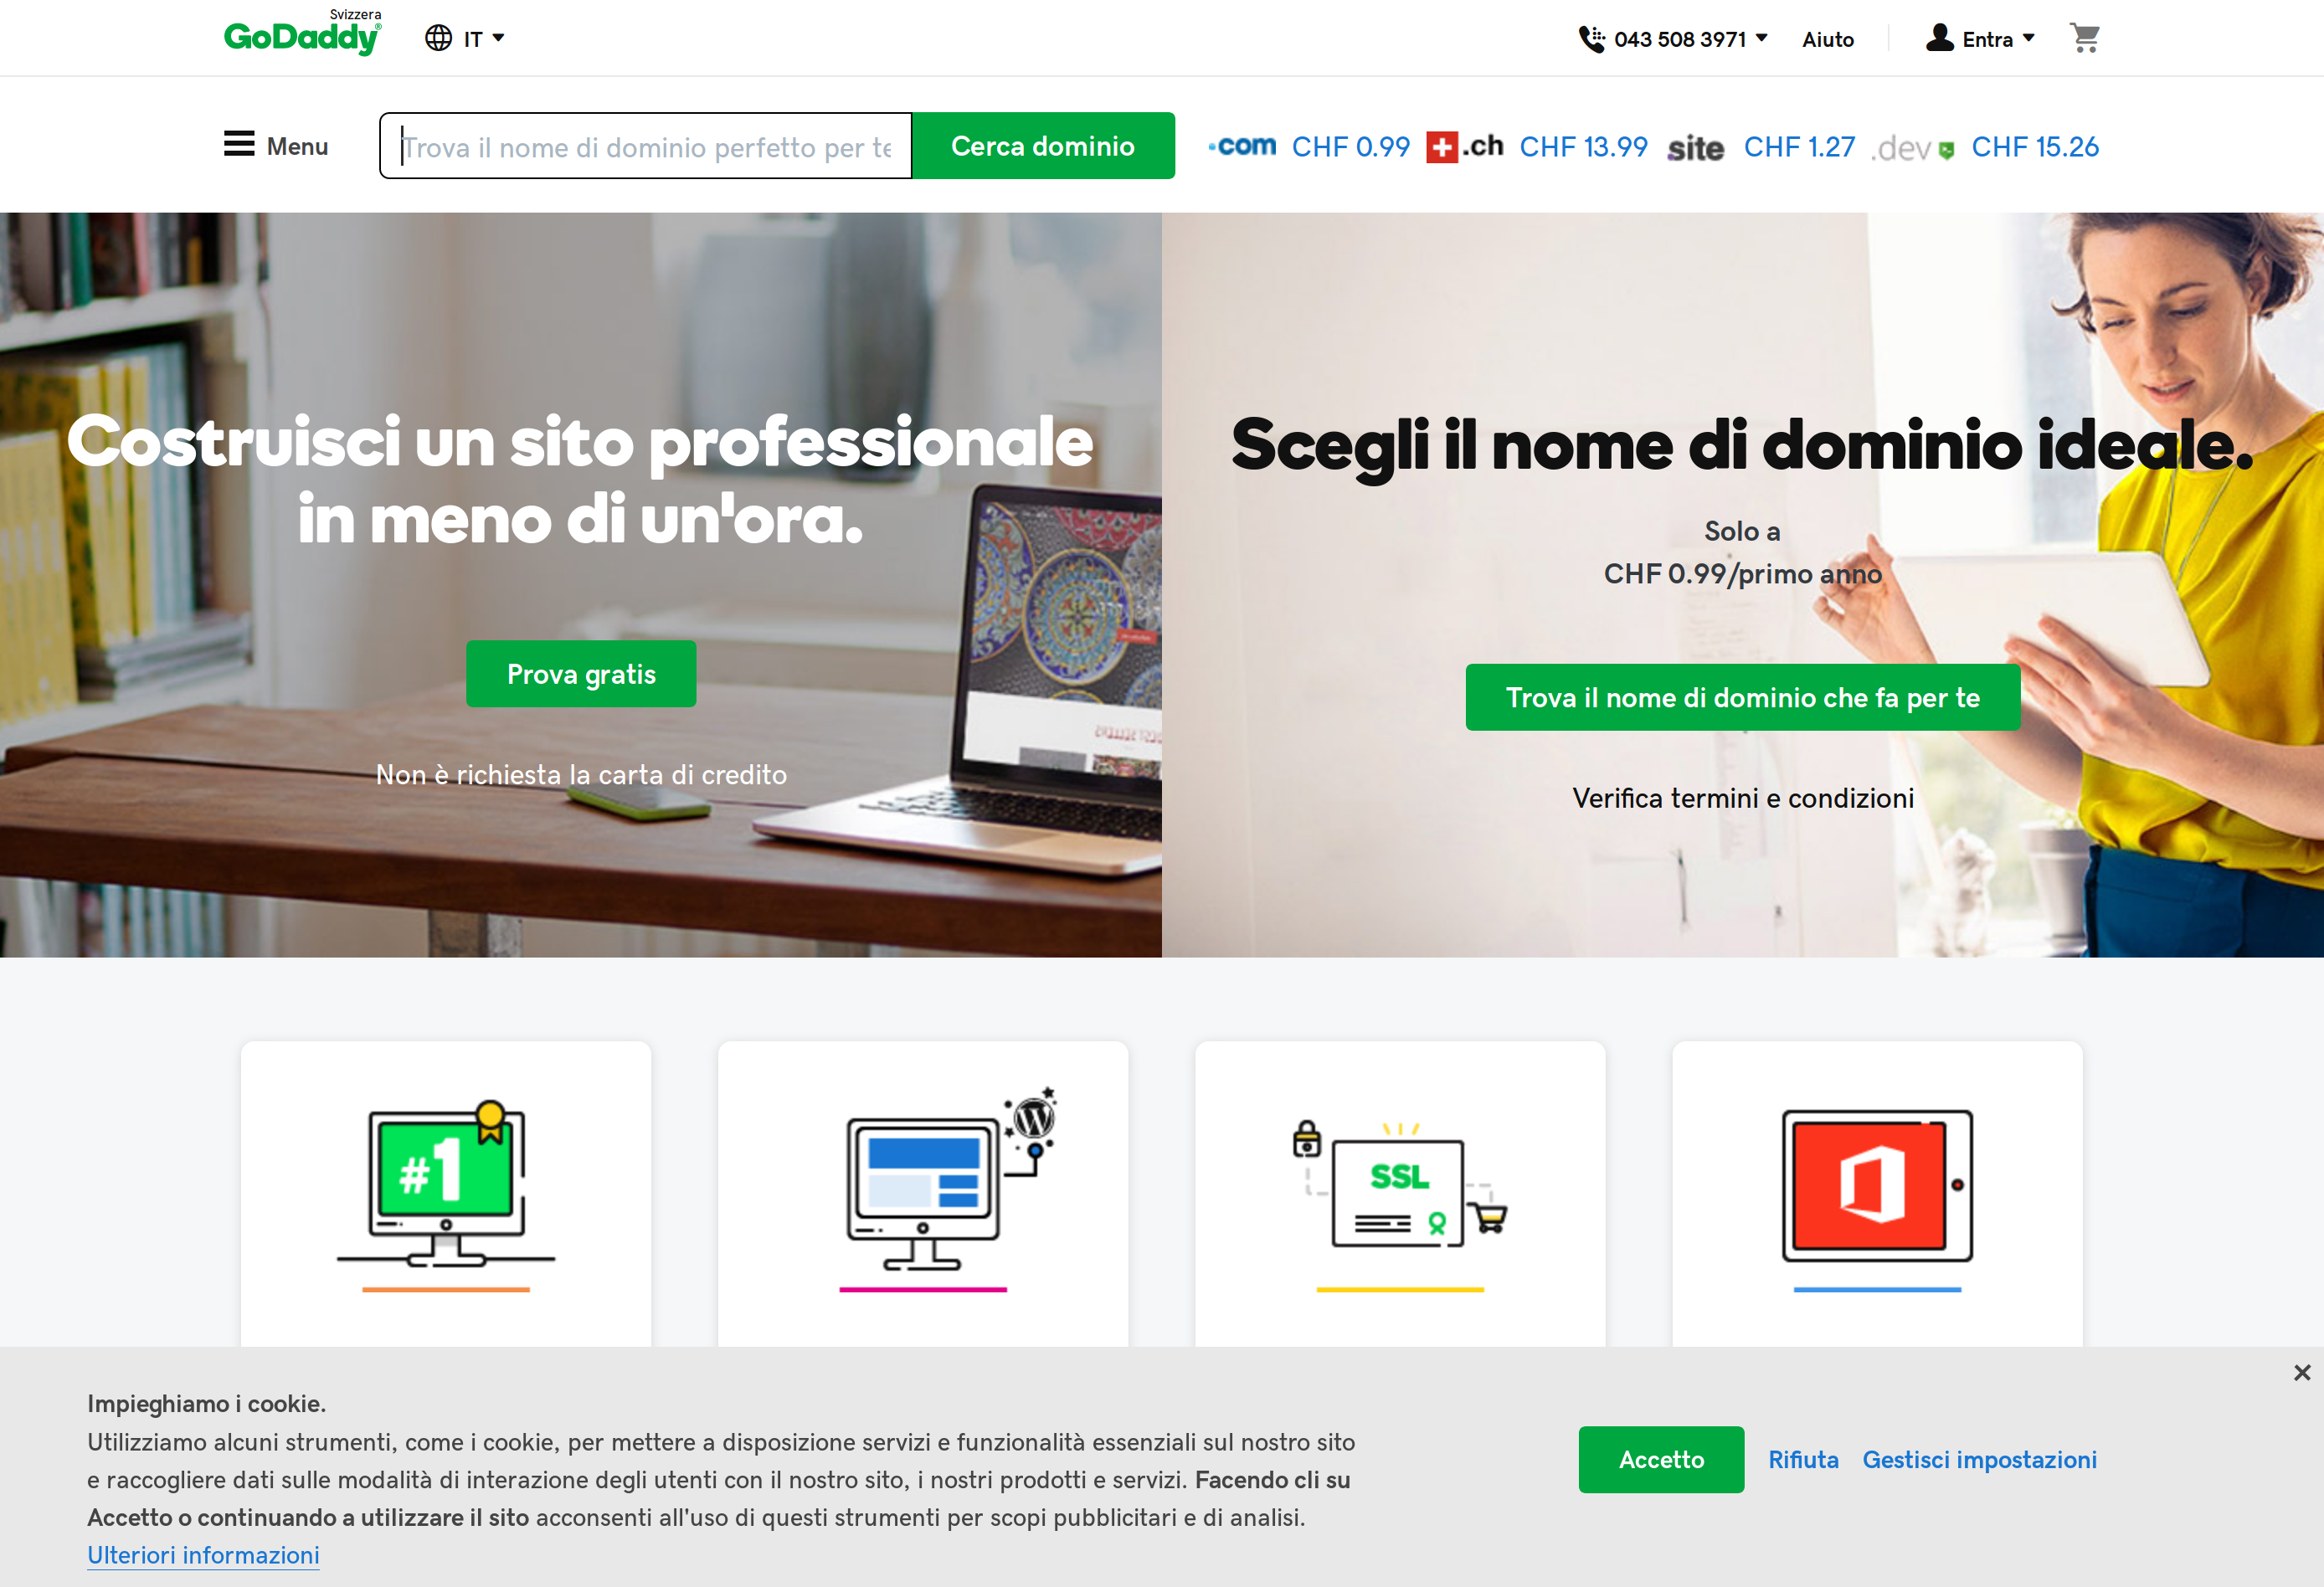 Svizzera
GoDaddy®
IT
043 508 3971
Aiuto
Entra
Menu
Trova il nome di dominio perfetto per te
Cerca dominio
.com CHF 0.99
.ch CHF 13.99
site CHF 1.27
.dev CHF 15.26
Costruisci un sito professionale
in meno di un'ora.
Prova gratis
Non è richiesta la carta di credito
Scegli il nome di dominio ideale.
Solo a
CHF 0.99/primo anno
Trova il nome di dominio che fa per te
Verifica termini e condizioni
#1
W
SSL
Impieghiamo i cookie.
Utilizziamo alcuni strumenti, come i cookie, per mettere a disposizione servizi e funzionalità essenziali sul nostro sito
e raccogliere dati sulle modalità di interazione degli utenti con il nostro sito, i nostri prodotti e servizi. Facendo cli su
Accetto o continuando a utilizzare il sito acconsenti all'uso di questi strumenti per scopi pubblicitari e di analisi.
Ulteriori informazioni
Accetto
Rifiuta
Gestisci impostazioni